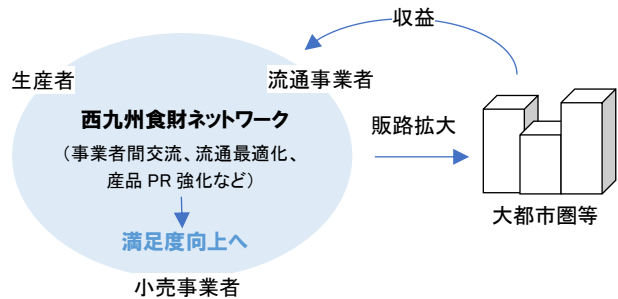 収益
生産者
流通事業者
西九州食財ネットワーク
（事業者間交流、流通最適化、
産品 PR 強化など）
満足度向上へ
小売事業者
販路拡大
大都市圏等